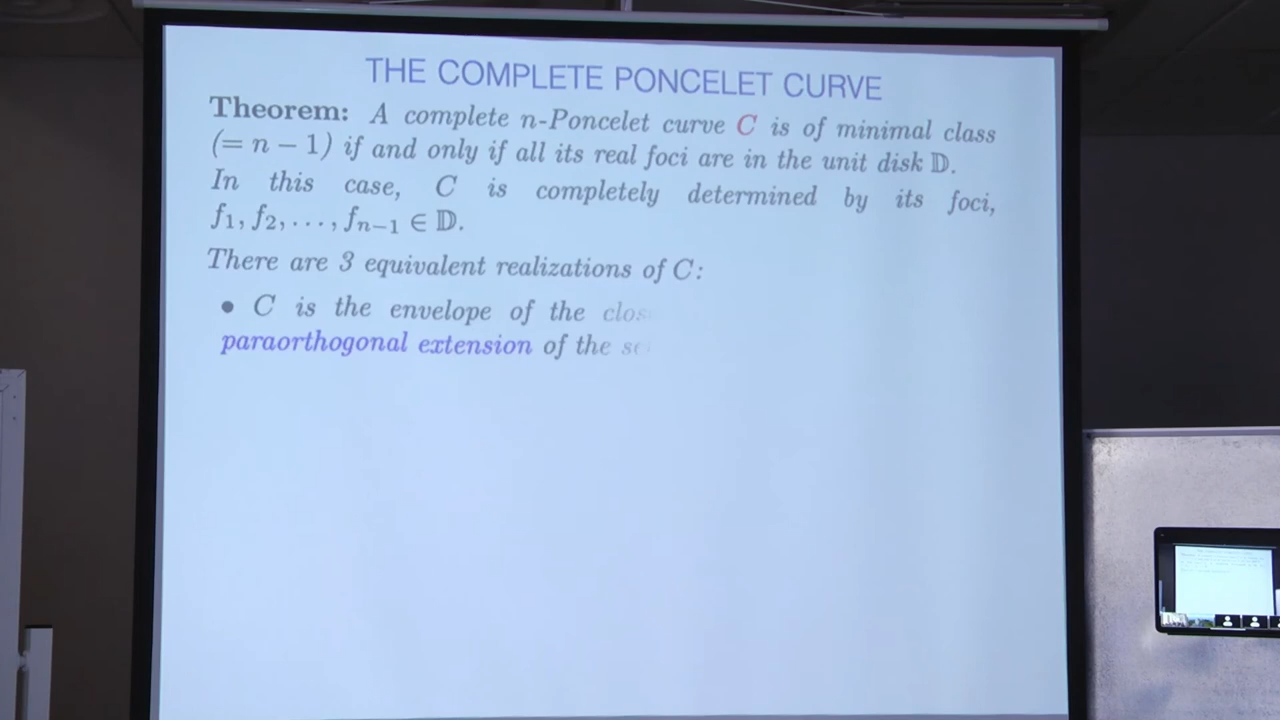 THE COMPLETE PONCELET CURVE
Theorem: A complete n-Poncelet curve C is of minimal class
(= n − 1) if and only if all its real foci are in the unit disk 𝔻.
In this case, C is completely determined by its foci,
f₁, f₂, . . . , fₙ₋₁ ∈ 𝔻.
There are 3 equivalent realizations of C:
• C is the envelope of the
paraorthogonal extension of the